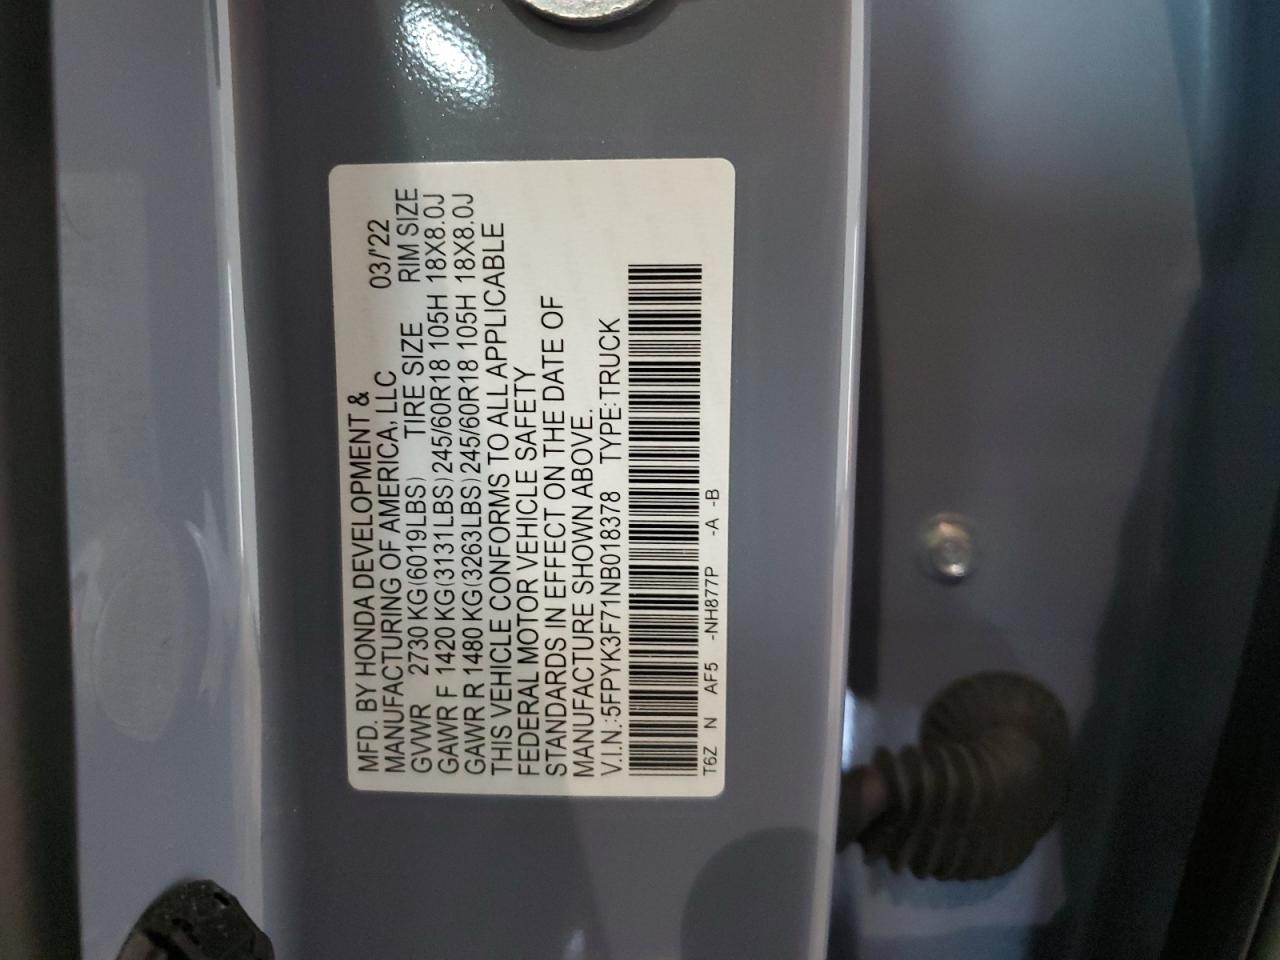 MFD. BY HONDA DEVELOPMENT &
MANUFACTURING OF AMERICA, LLC 03/'22
GVWR 2730 KG(6019LBS) TIRE SIZE RIM SIZE
GAWR F 1420 KG(3131LBS) 245/60R18 105H 18X8.0J
GAWR R 1480 KG(3263LBS) 245/60R18 105H 18X8.0J
THIS VEHICLE CONFORMS TO ALL APPLICABLE
FEDERAL MOTOR VEHICLE SAFETY
STANDARDS IN EFFECT ON THE DATE OF
MANUFACTURE SHOWN ABOVE.
V.I.N.:5FPYK3F71NB018378 TYPE:TRUCK
T6Z N AF5 -NH877P -A -B